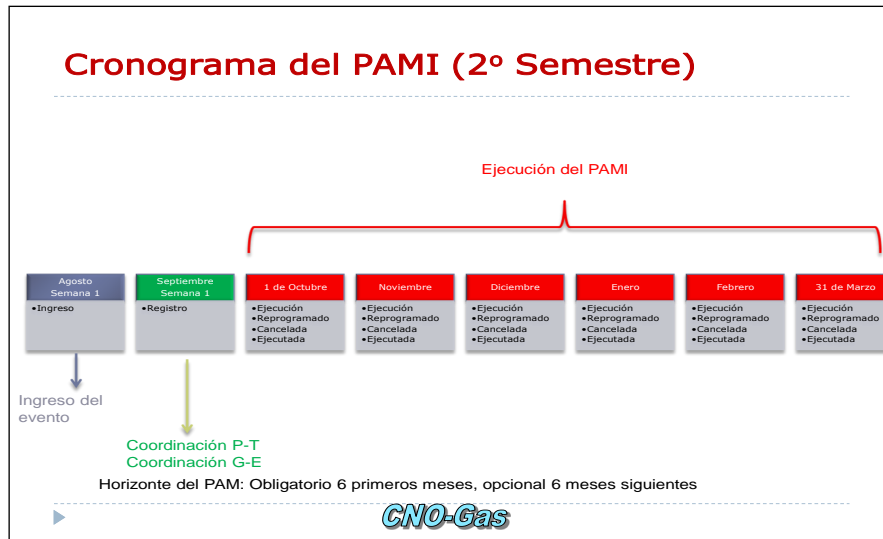 Cronograma del PAMI (2º Semestre)
Ejecución del PAMI
Agosto
Semana 1
•Ingreso
Septiembre
Semana 1
•Registro
1 de Octubre
•Ejecución
•Reprogramado
•Cancelada
•Ejecutada
Noviembre
•Ejecución
•Reprogramado
•Cancelada
•Ejecutada
Diciembre
•Ejecución
•Reprogramado
•Cancelada
•Ejecutada
Enero
•Ejecución
•Reprogramado
•Cancelada
•Ejecutada
Febrero
•Ejecución
•Reprogramado
•Cancelada
•Ejecutada
31 de Marzo
•Ejecución
•Reprogramado
•Cancelada
•Ejecutada
Ingreso del
evento
Coordinación P-T
Coordinación G-E
Horizonte del PAM: Obligatorio 6 primeros meses, opcional 6 meses siguientes
CNO-Gas